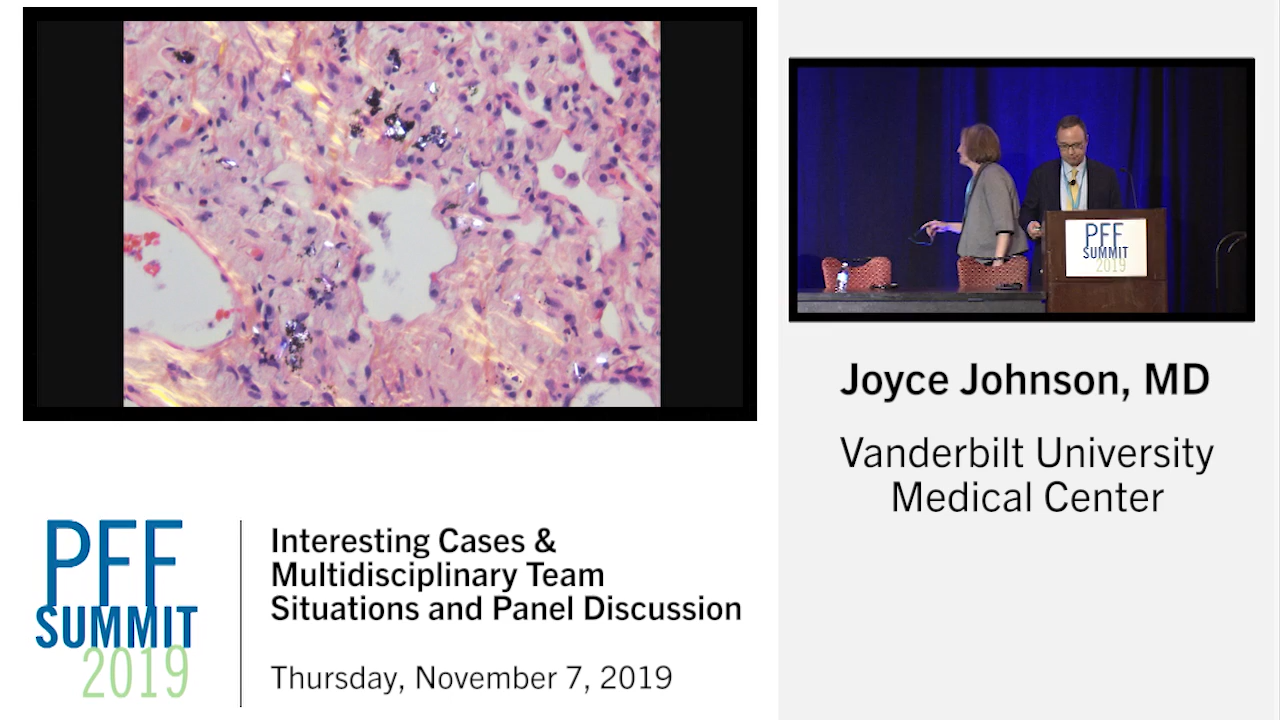 PFF
SUMMIT
2019
Joyce Johnson, MD
Vanderbilt University
Medical Center
PFF
SUMMIT
2019
Interesting Cases &
Multidisciplinary Team
Situations and Panel Discussion
Thursday, November 7, 2019